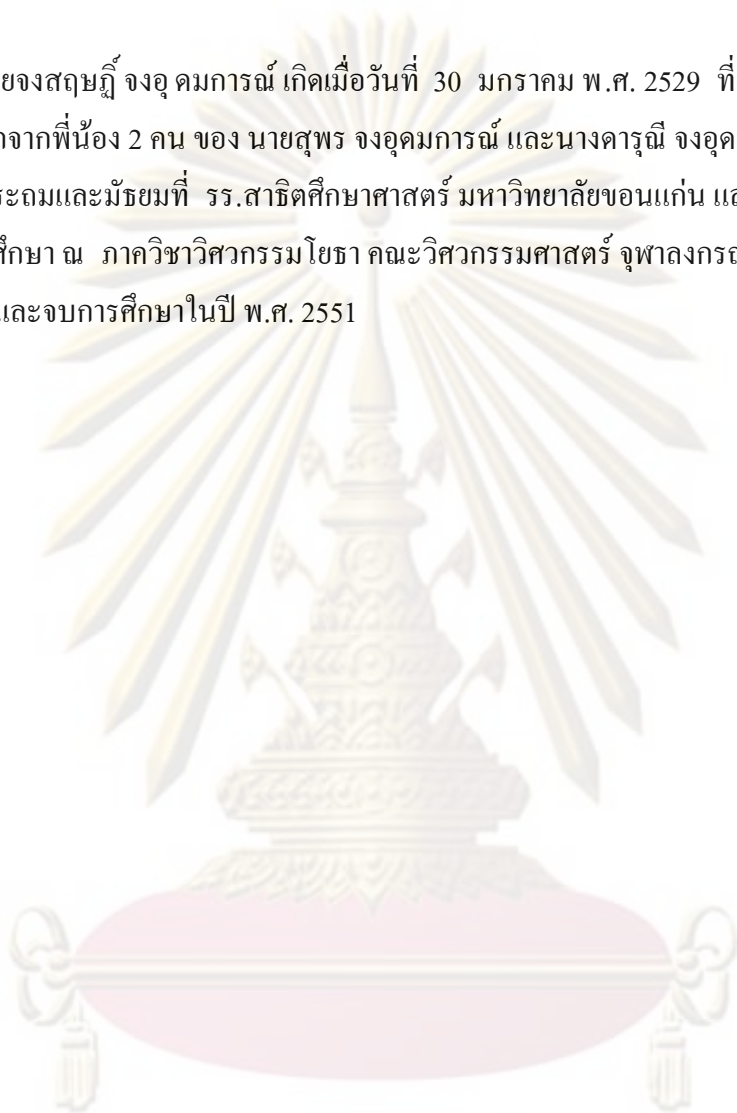 ยจงสฤษฏิ์ จงอุ ดมการณ์ เกิดเมื่อวันที่ 30 มกราคม พ.ศ. 2529 ที่
จากพี่น้อง 2 คน ของ นายสุพร จงอุดมการณ์ และนางดารุณี จงอุด
ระถมและมัธยมที่ รร.สาธิตศึกษาศาสตร์ มหาวิทยาลัยขอนแก่น แล
ศึกษา ณ ภาควิชาวิศวกรรมโยธา คณะวิศวกรรมศาสตร์ จุฬาลงกรณ
และจบการศึกษาในปี พ.ศ. 2551